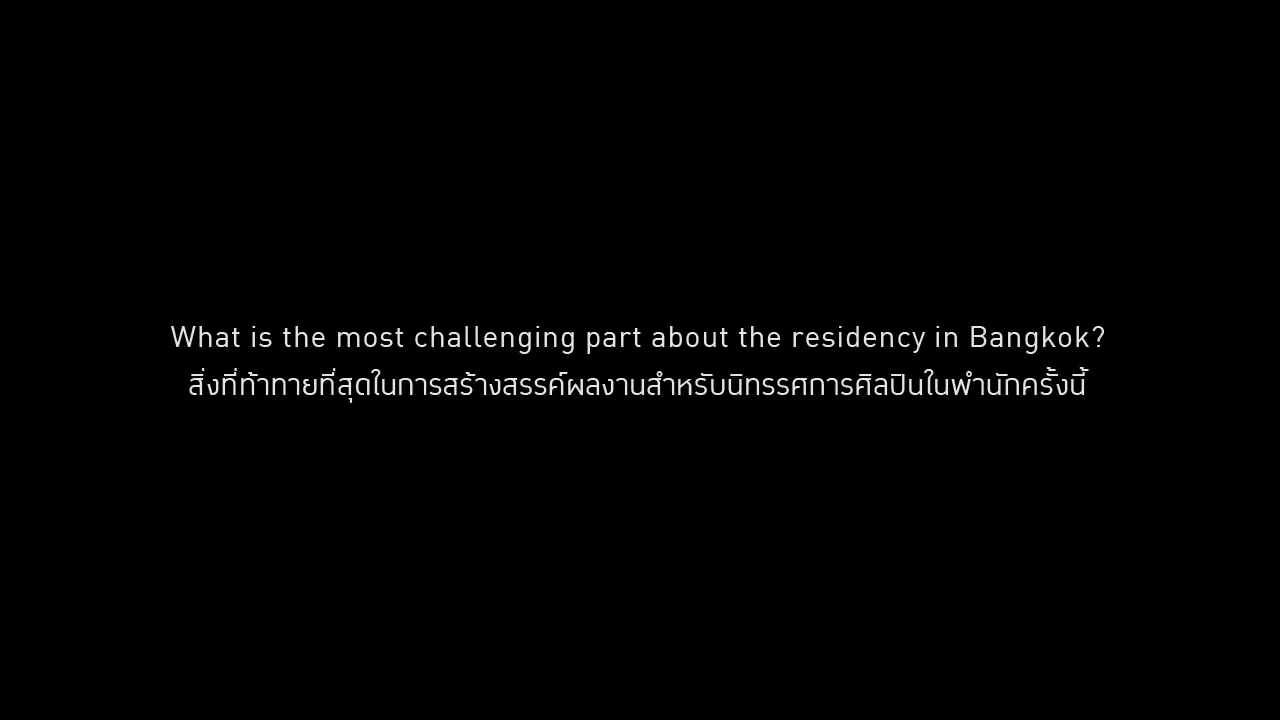 What is the most challenging part about the residency in Bangkok?
สิ่งที่ท้าทายที่สุดในการสร้างสรรค์ผลงานสำหรับนิทรรศการศิลปินในพำนักครั้งนี้